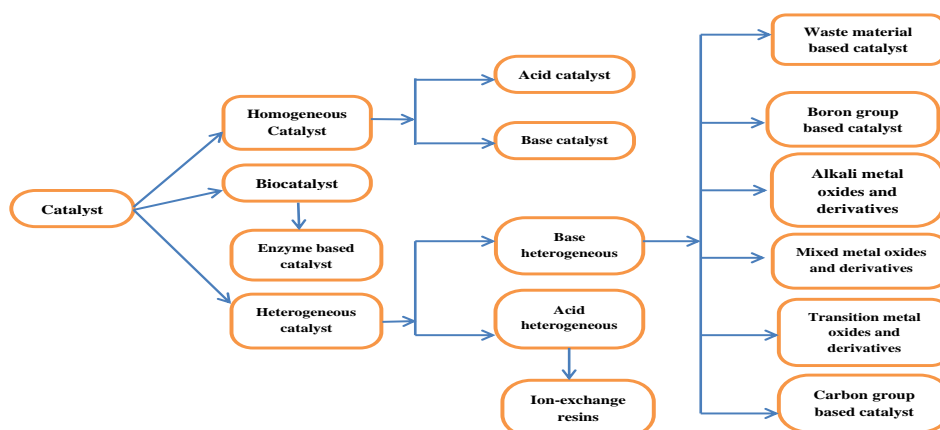 Catalyst
Homogeneous
Catalyst
Acid catalyst
Base catalyst
Biocatalyst
Enzyme based
catalyst
Heterogeneous
catalyst
Base
heterogeneous
Acid
heterogeneous
Ion-exchange
resins
Waste material
based catalyst
Boron group
based catalyst
Alkali metal
oxides and
derivatives
Mixed metal oxides
and derivatives
Transition metal
oxides and
derivatives
Carbon group
based catalyst